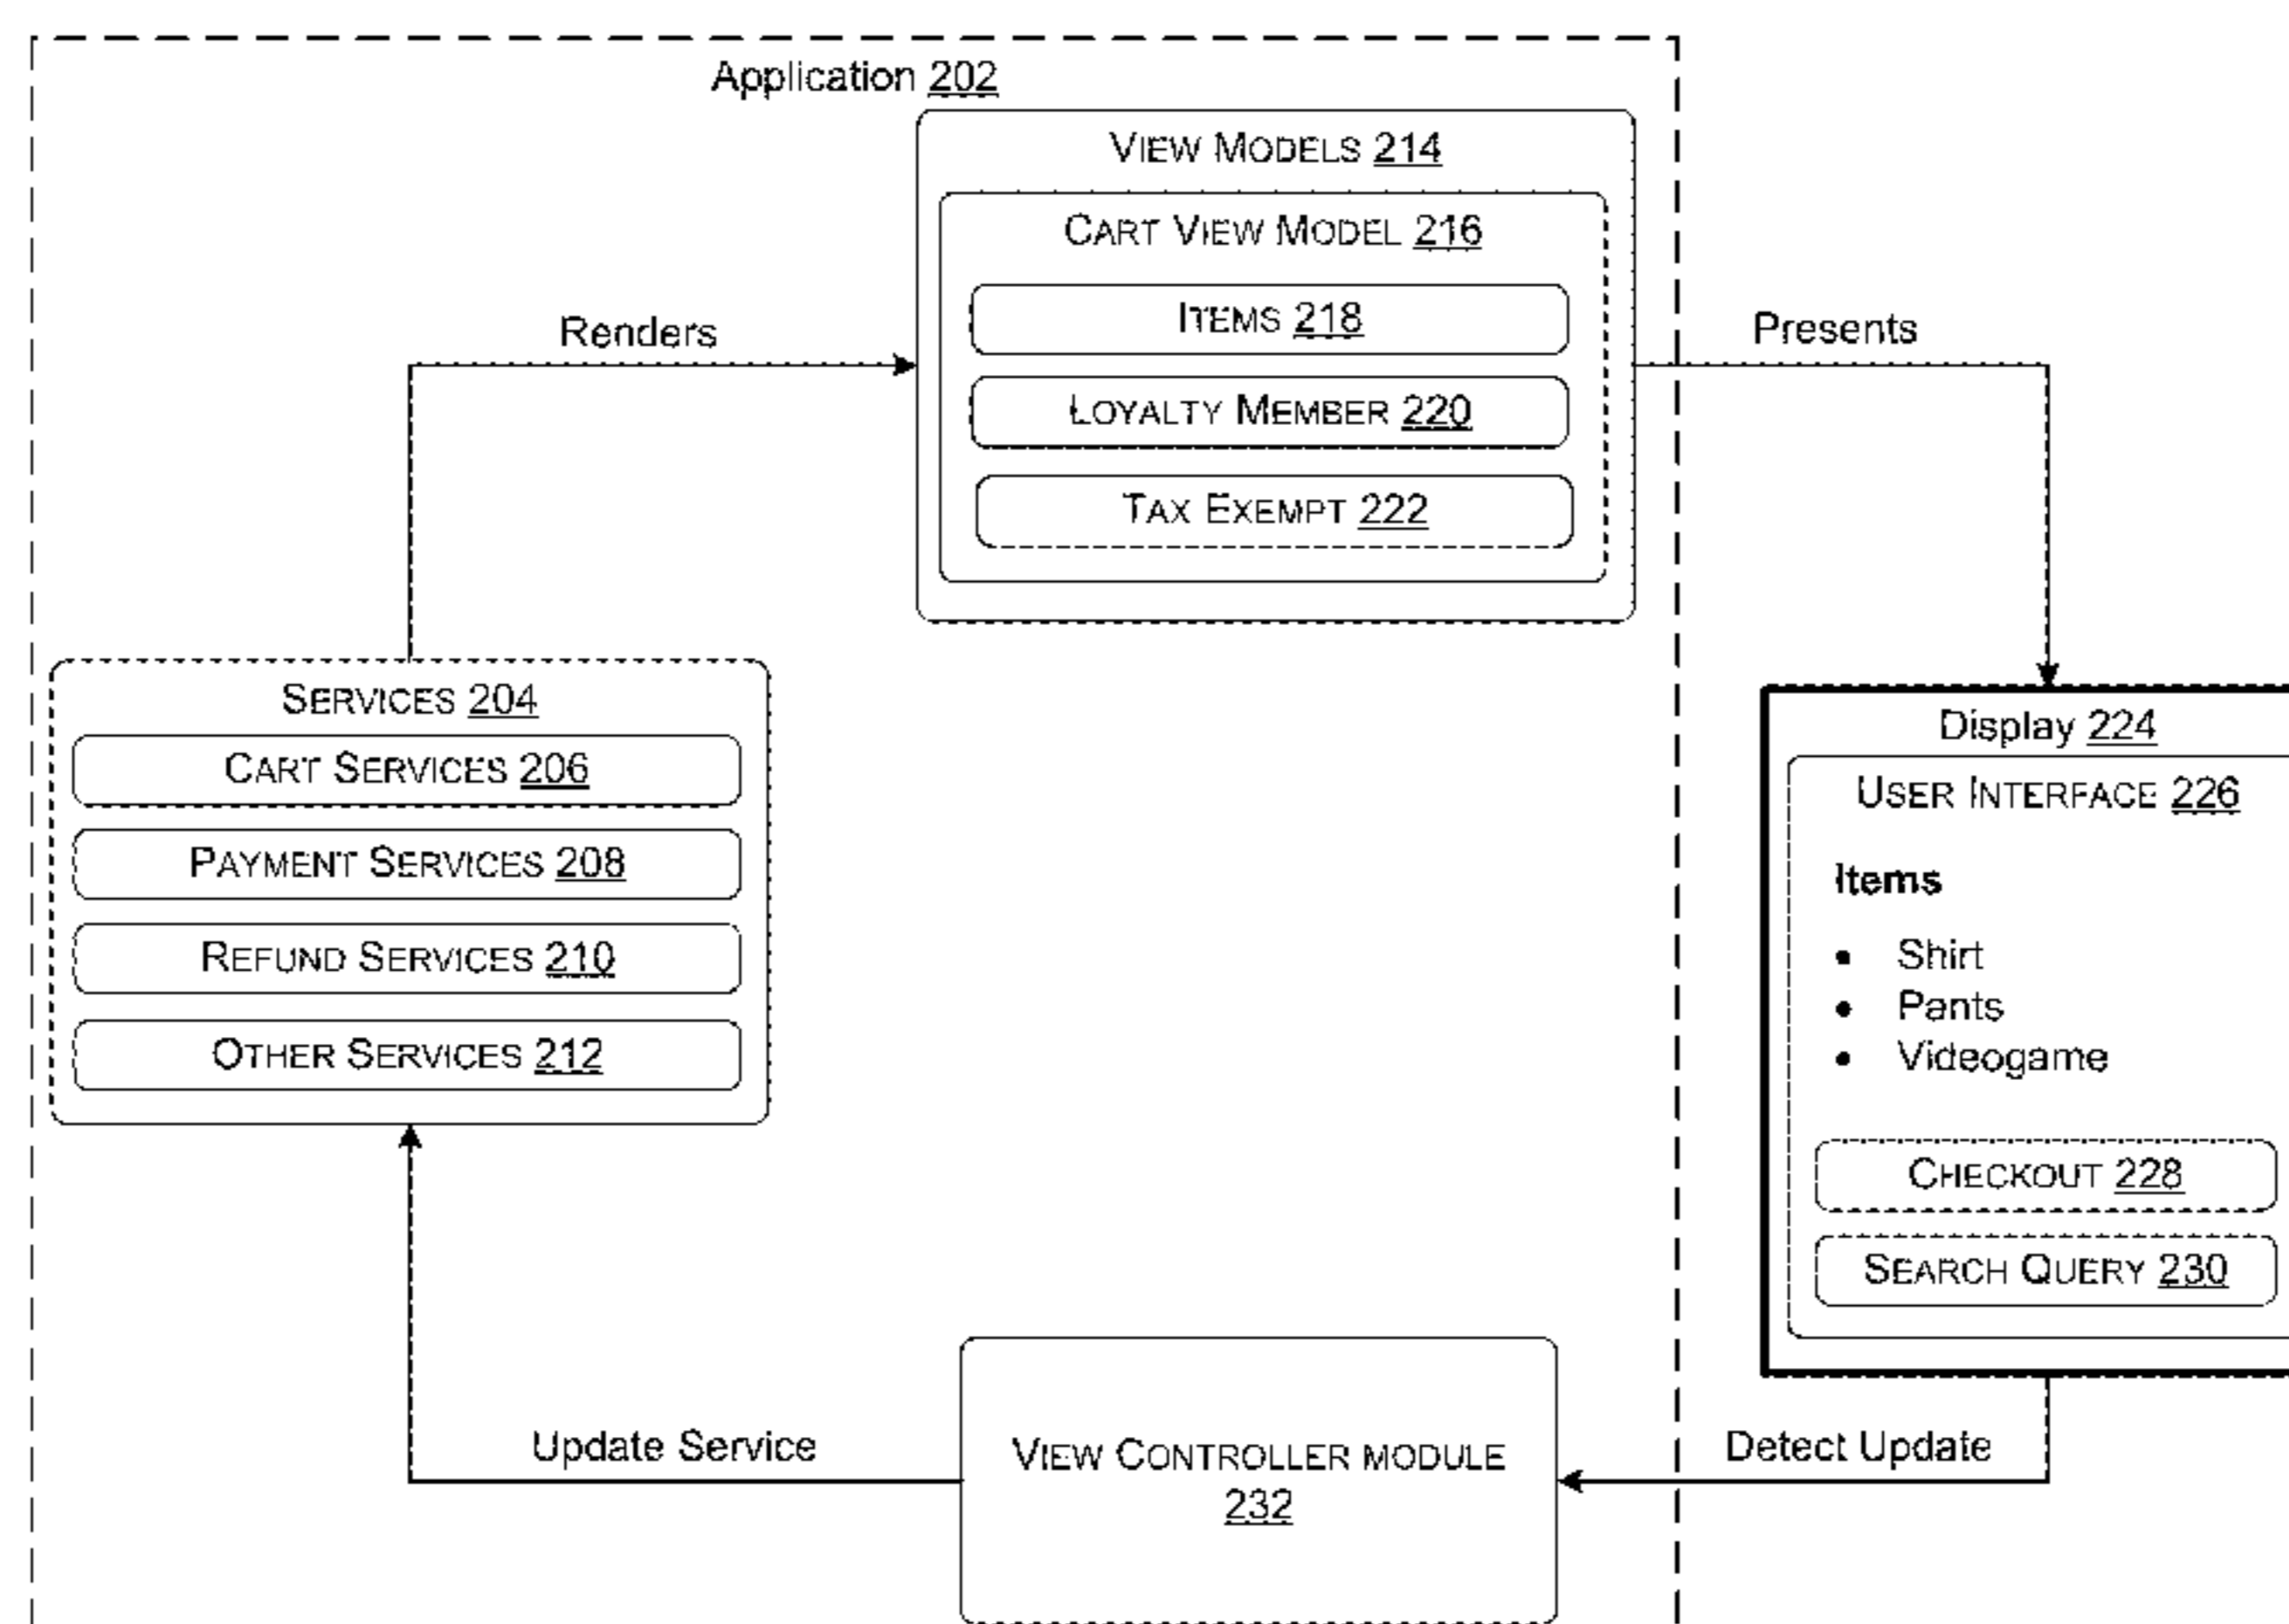 Application 202
VIEW MODELS 214
CART VIEW MODEL 216
ITEMS 218
LOYALTY MEMBER 220
TAX EXEMPT 222
Renders
Presents
SERVICES 204
CART SERVICES 206
PAYMENT SERVICES 208
REFUND SERVICES 210
OTHER SERVICES 212
Display 224
USER INTERFACE 226
Items
• Shirt
• Pants
• Videogame
CHECKOUT 228
SEARCH QUERY 230
Update Service
VIEW CONTROLLER MODULE
232
Detect Update